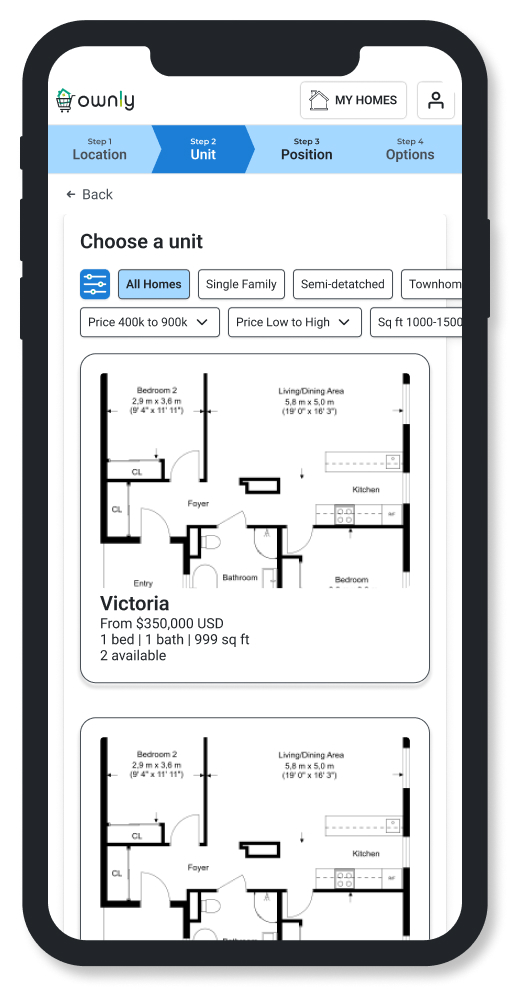 ownly
MY HOMES
Step 1
Location
Step 2
Unit
Step 3
Position
Step 4
Options
Back
Choose a unit
All Homes
Single Family
Semi-detatched
Townhom
Price 400k to 900k
Price Low to High
Sq ft 1000-1500
Bedroom 2
2,9 m x 3,6 m
(9' 4" x 11' 11")
Living/Dining Area
5,8 m x 5,0 m
(19' 0" x 16' 3")
CL
Kitchen
CL
Foyer
Bathroom
Bedroom
Entry
Victoria
From $350,000 USD
1 bed | 1 bath | 999 sq ft
2 available
Bedroom 2
2,9 m x 3,6 m
(9' 4" x 11' 11")
Living/Dining Area
5,8 m x 5,0 m
(19' 0" x 16' 3")
CL
Kitchen
CL
Foyer